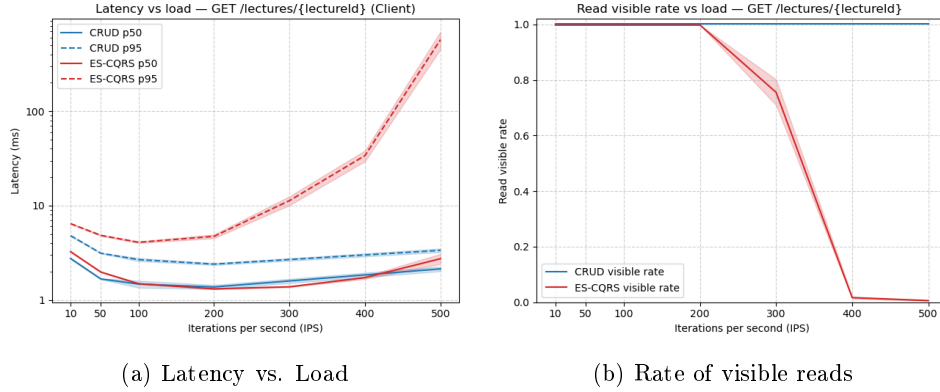 Latency vs load — GET /lectures/{lectureId} (Client)
CRUD p50
CRUD p95
ES-CQRS p50
ES-CQRS p95
Latency (ms)
100
10
1
10 50 100 200 300 400 500
Iterations per second (IPS)
(a) Latency vs. Load
Read visible rate vs load — GET /lectures/{lectureId}
Read visible rate
1.0
0.8
0.6
0.4
0.2
0.0
CRUD visible rate
ES-CQRS visible rate
10 50 100 200 300 400 500
Iterations per second (IPS)
(b) Rate of visible reads